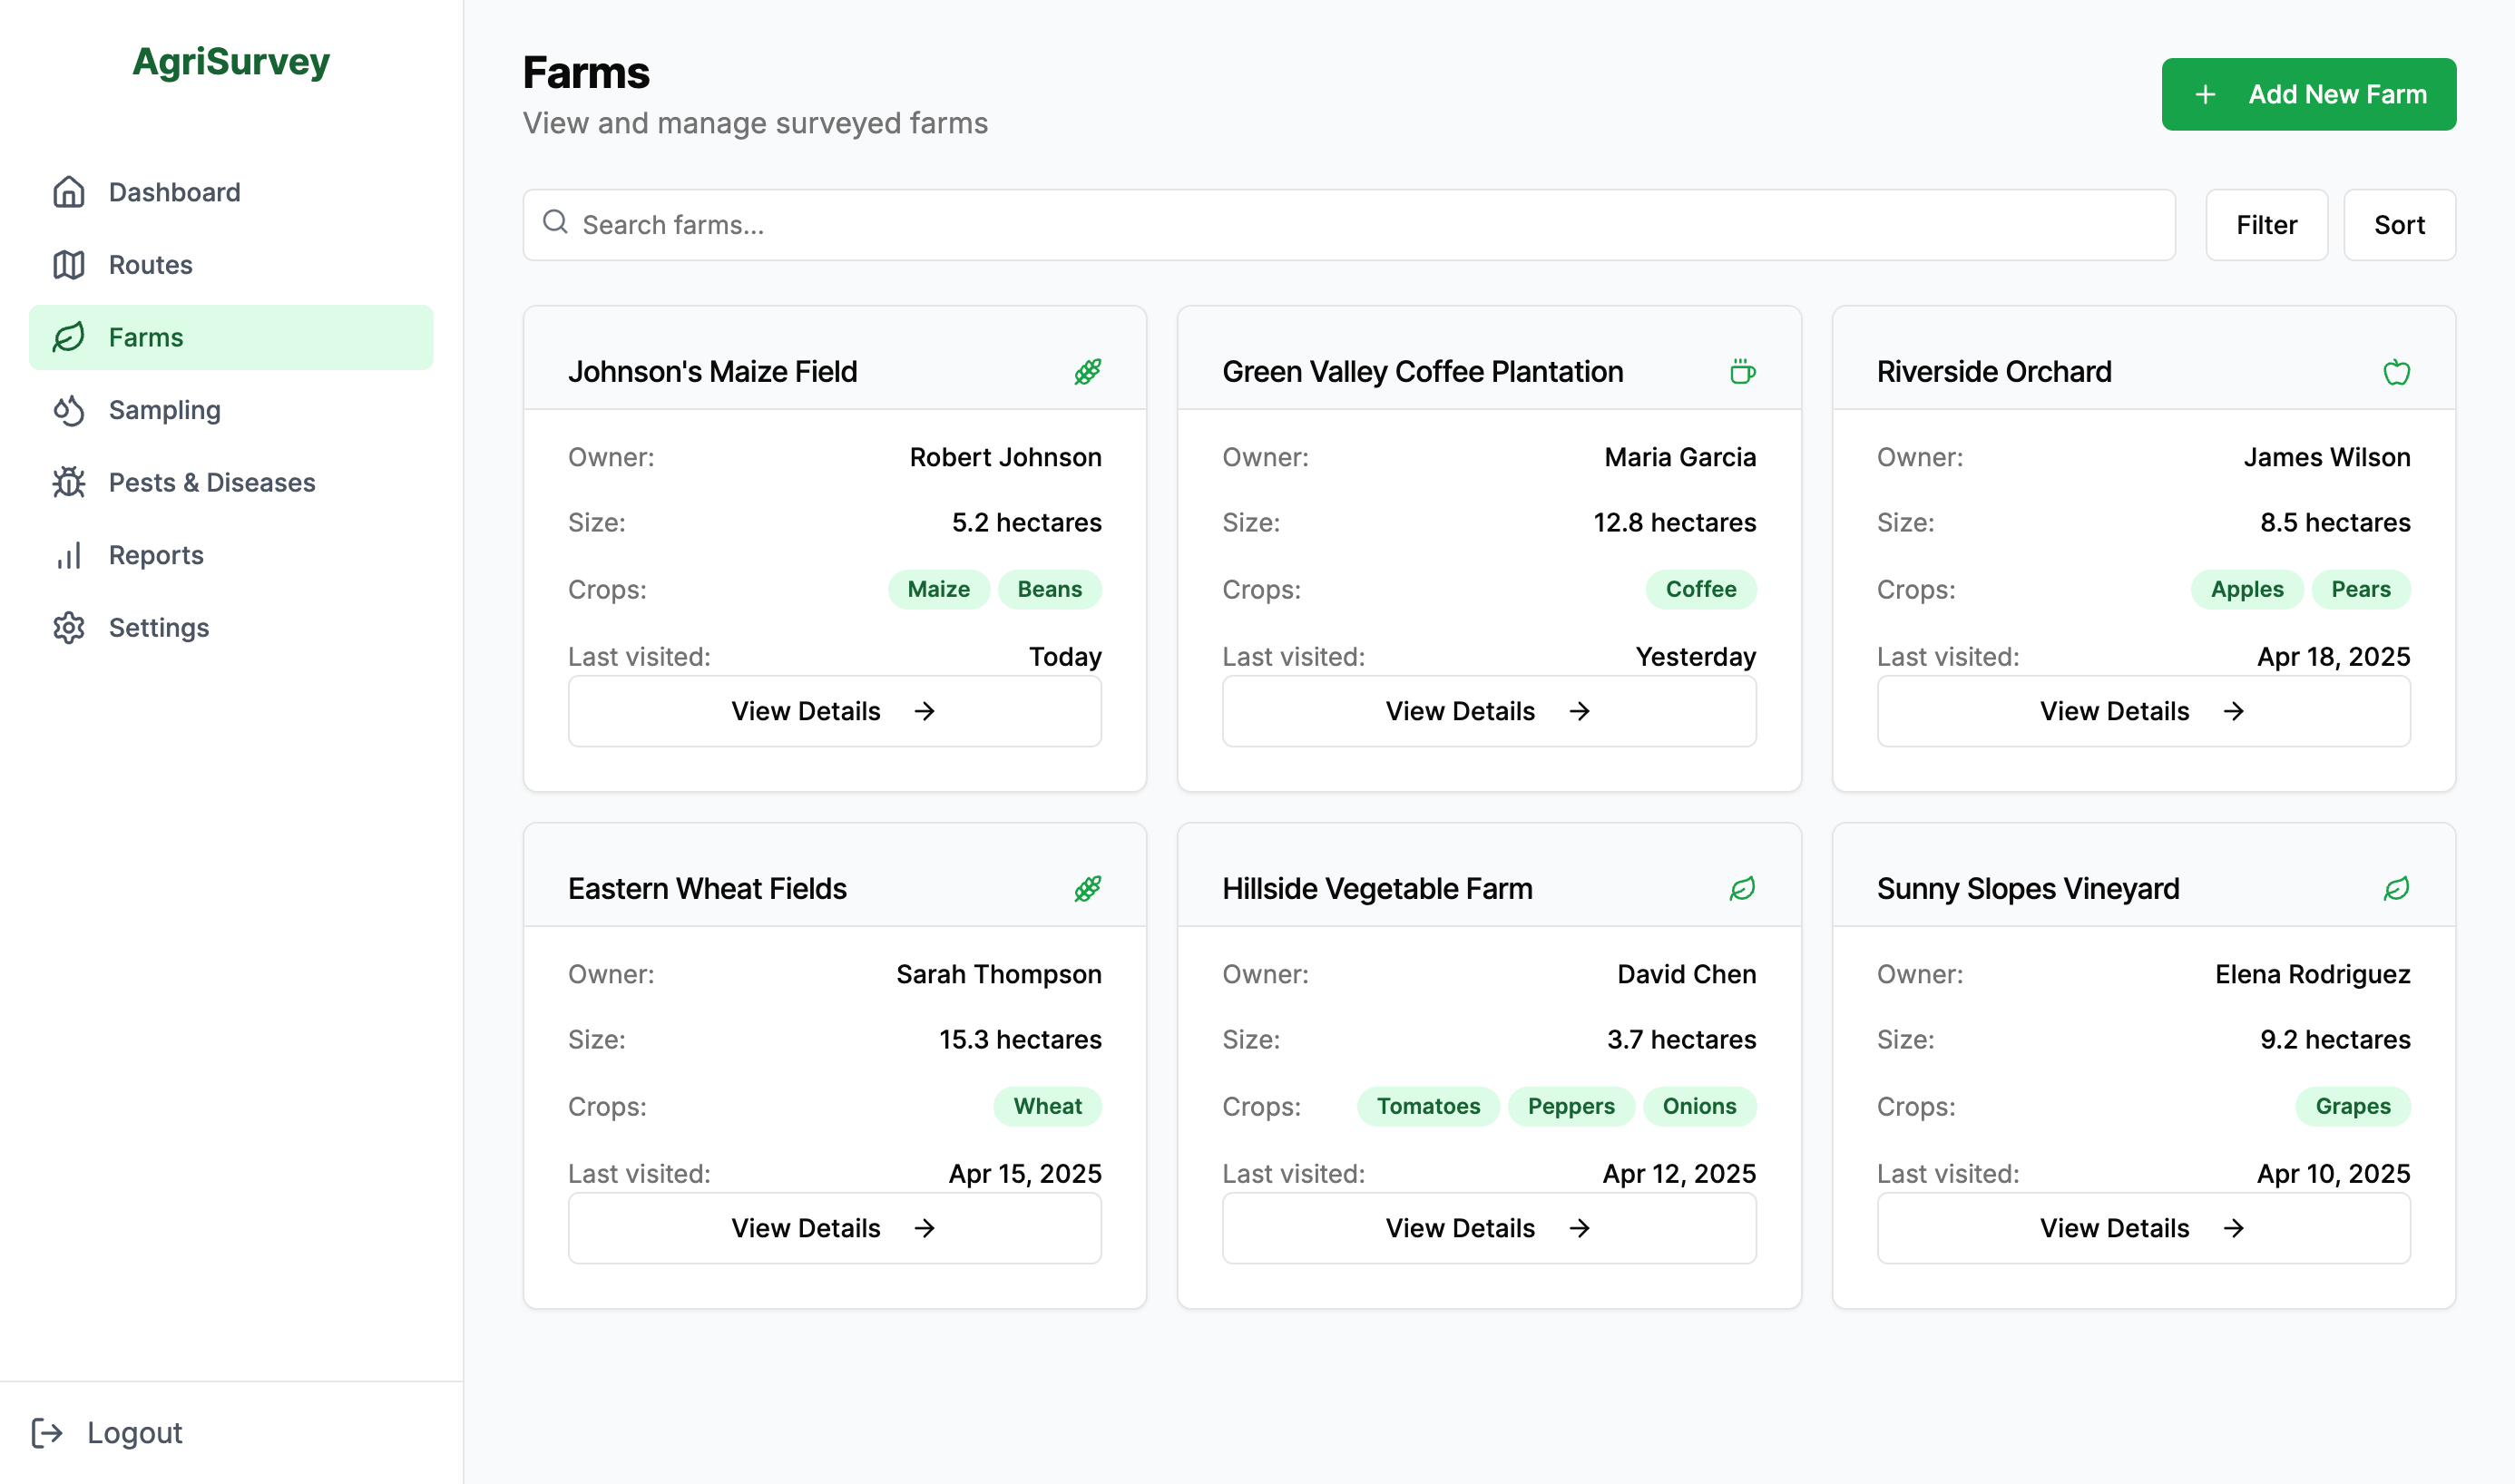 AgriSurvey
Dashboard
Routes
Farms
Sampling
Pests & Diseases
Reports
Settings
Logout
Farms
View and manage surveyed farms
Add New Farm
Search farms...
Filter
Sort
Johnson's Maize Field
Owner: Robert Johnson
Size: 5.2 hectares
Crops: Maize Beans
Last visited: Today
View Details
Green Valley Coffee Plantation
Owner: Maria Garcia
Size: 12.8 hectares
Crops: Coffee
Last visited: Yesterday
View Details
Riverside Orchard
Owner: James Wilson
Size: 8.5 hectares
Crops: Apples Pears
Last visited: Apr 18, 2025
View Details
Eastern Wheat Fields
Owner: Sarah Thompson
Size: 15.3 hectares
Crops: Wheat
Last visited: Apr 15, 2025
View Details
Hillside Vegetable Farm
Owner: David Chen
Size: 3.7 hectares
Crops: Tomatoes Peppers Onions
Last visited: Apr 12, 2025
View Details
Sunny Slopes Vineyard
Owner: Elena Rodriguez
Size: 9.2 hectares
Crops: Grapes
Last visited: Apr 10, 2025
View Details